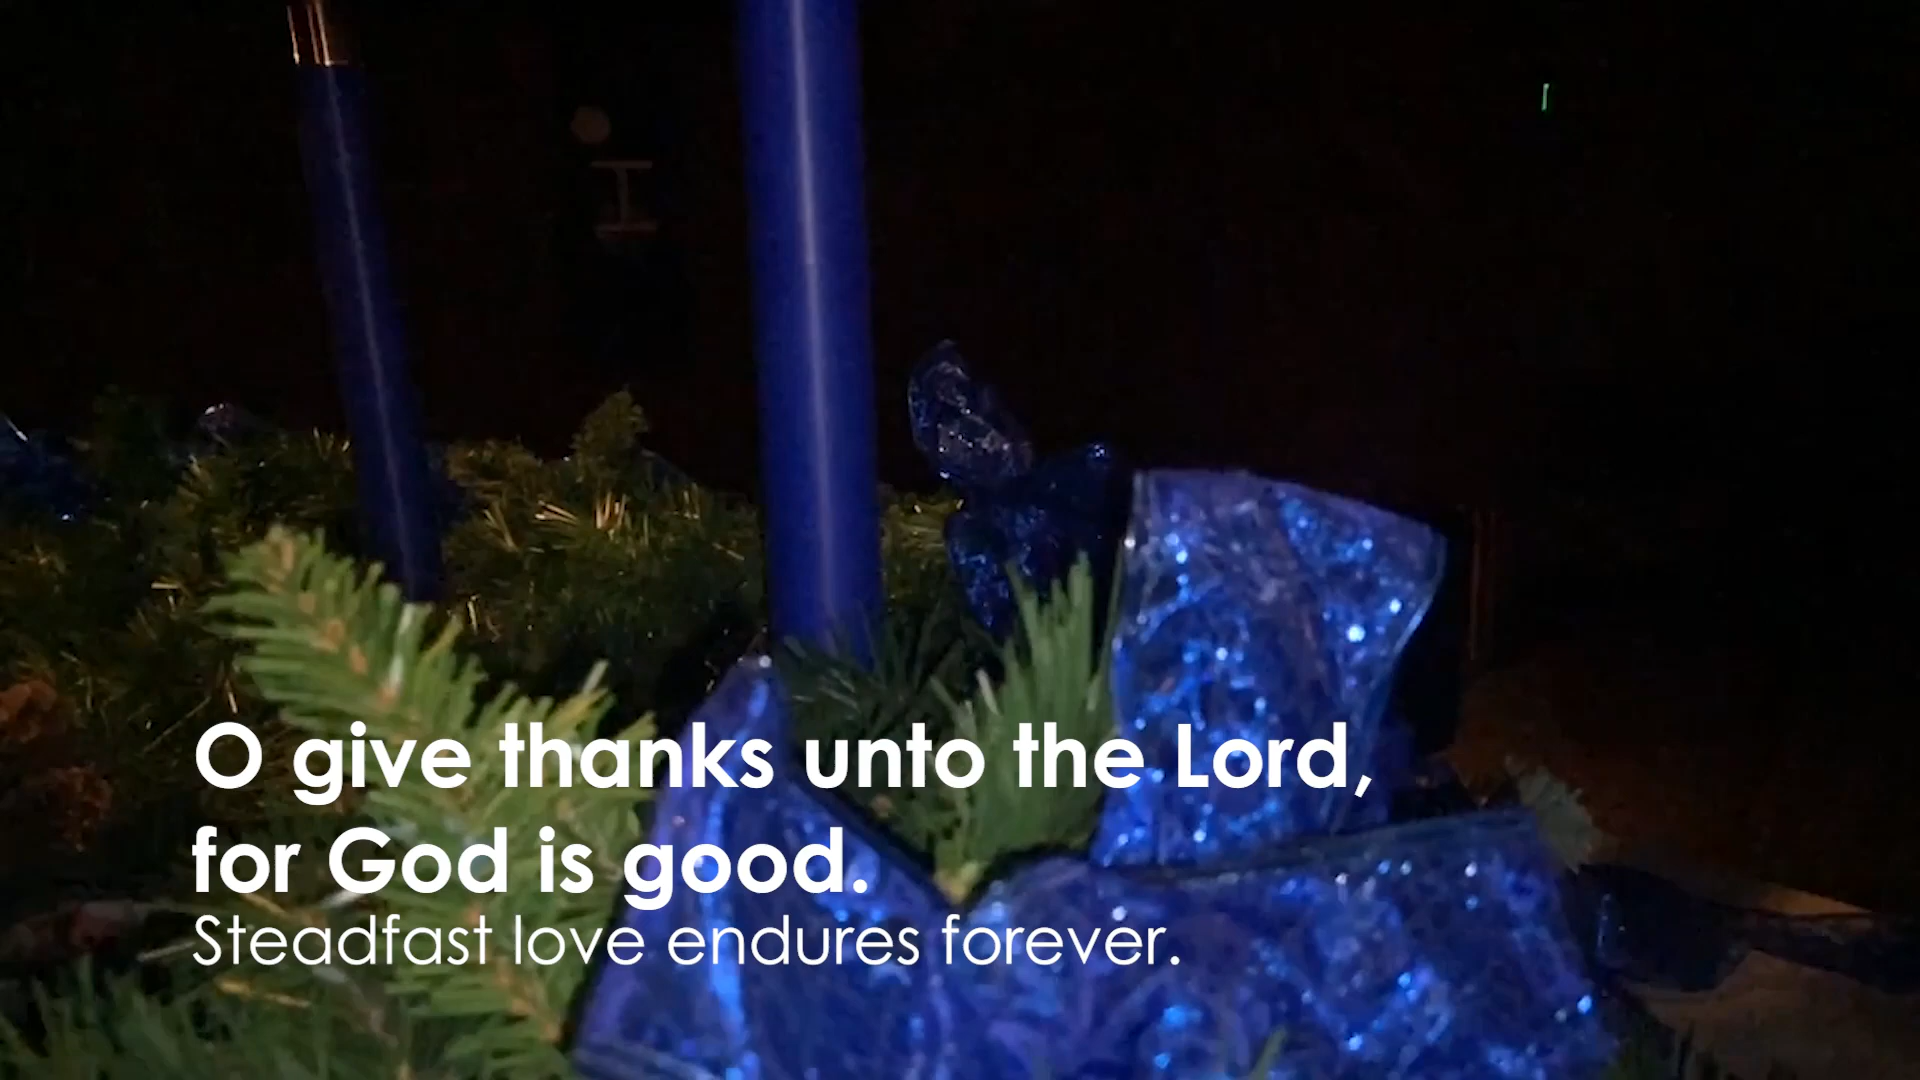 O give thanks unto the Lord,
for God is good.
Steadfast love endures forever.